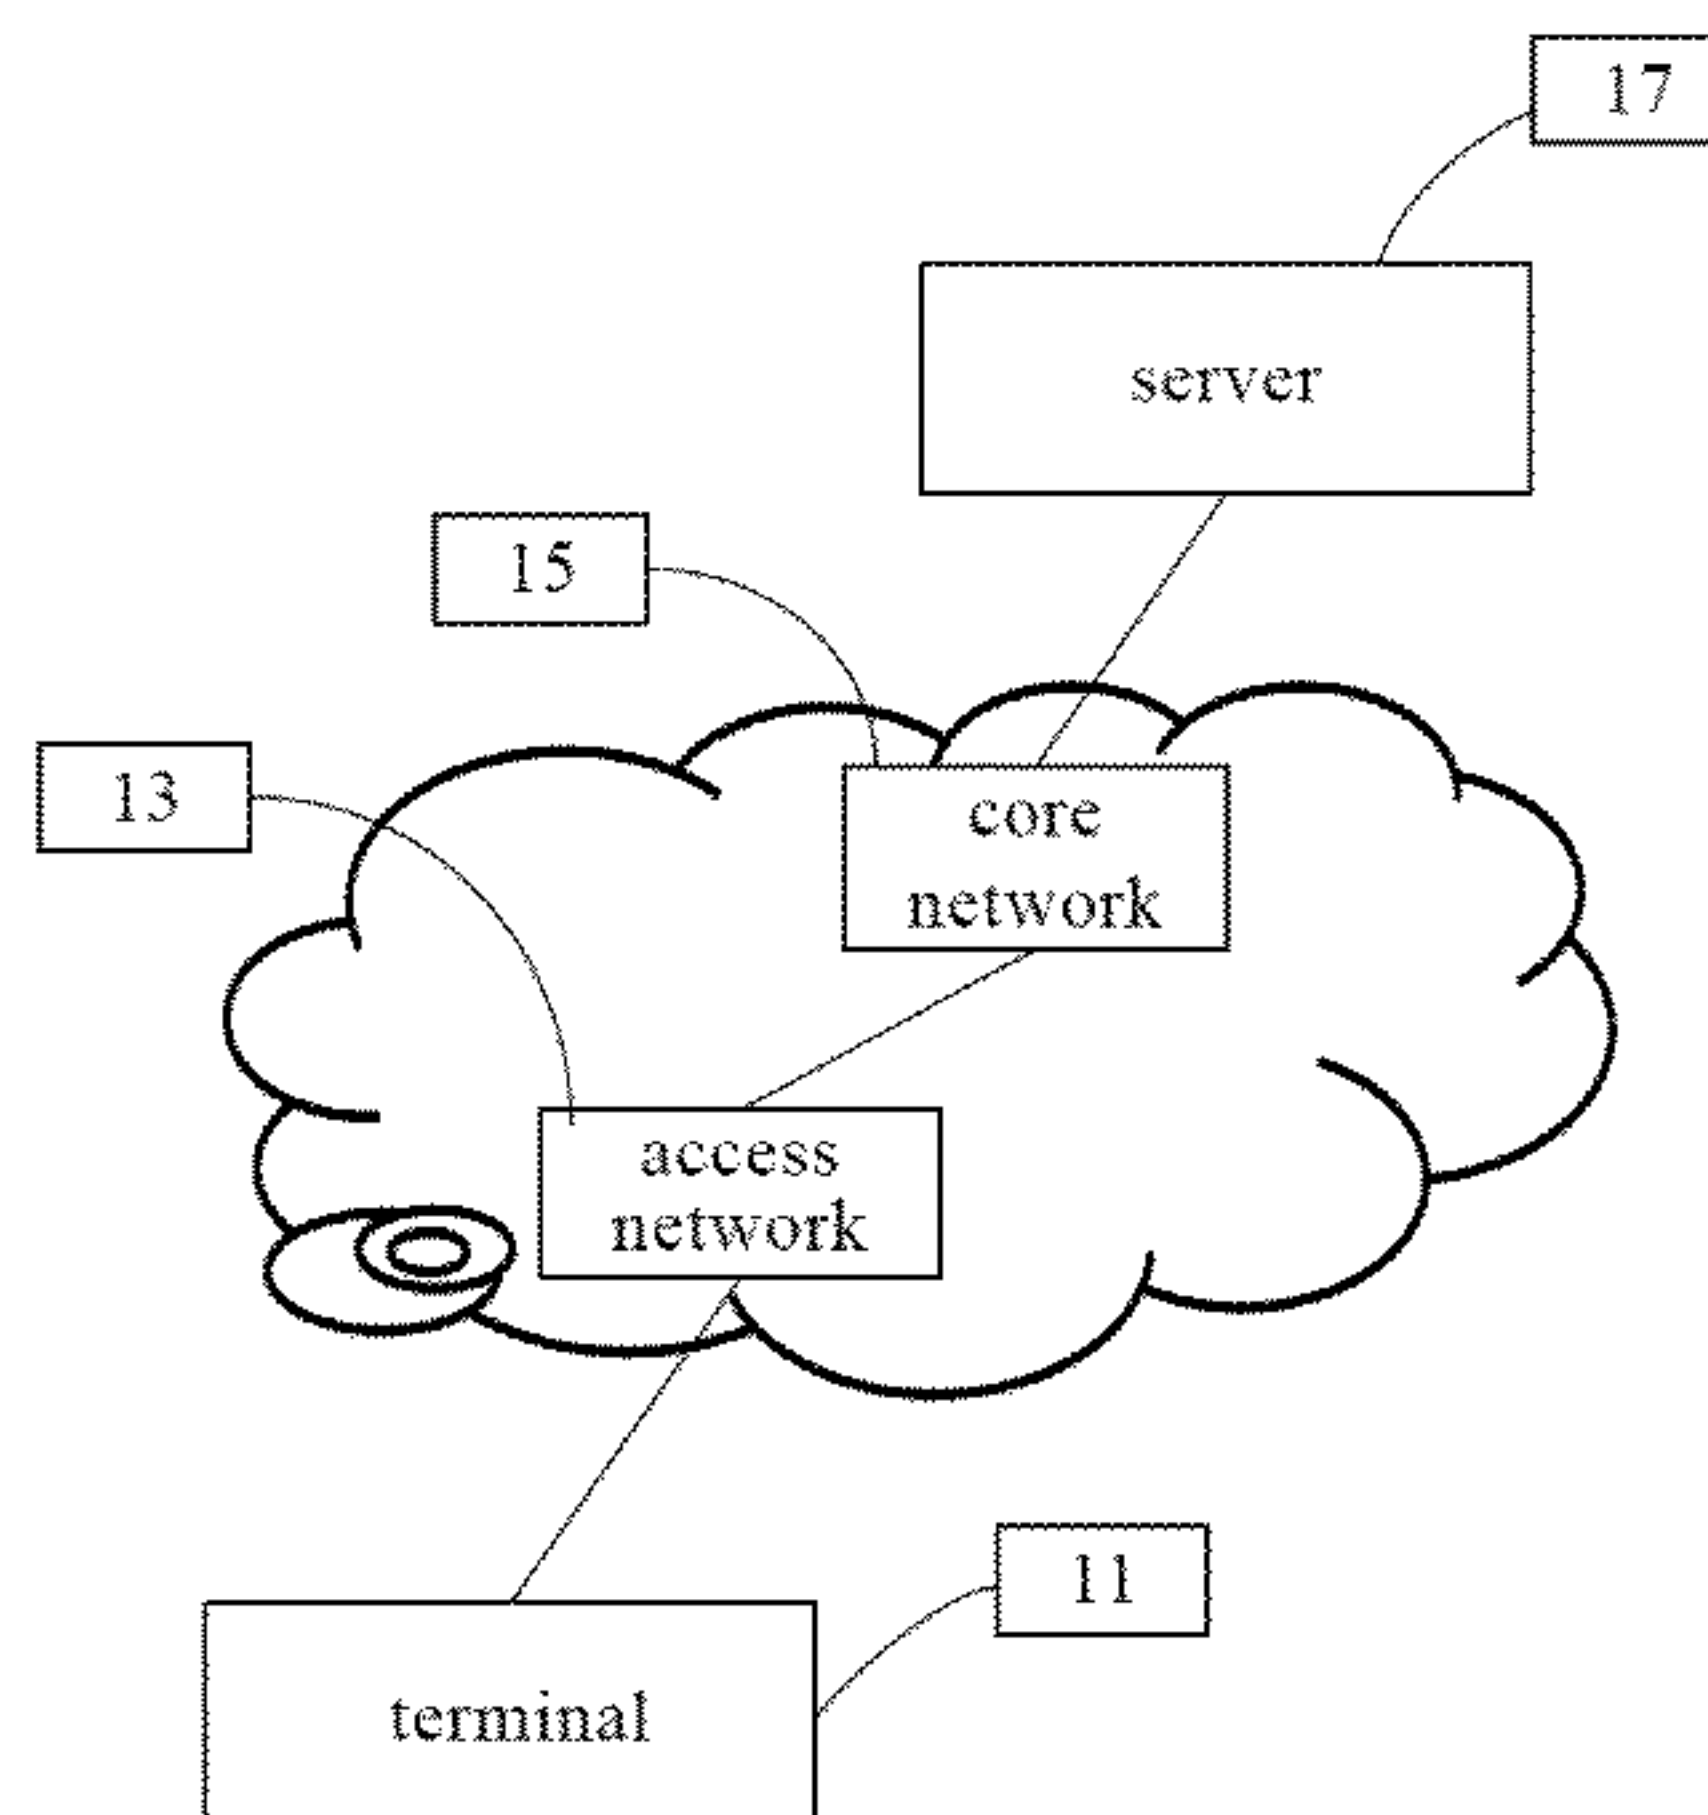 17
server
15
13
core
network
access
network
11
terminal